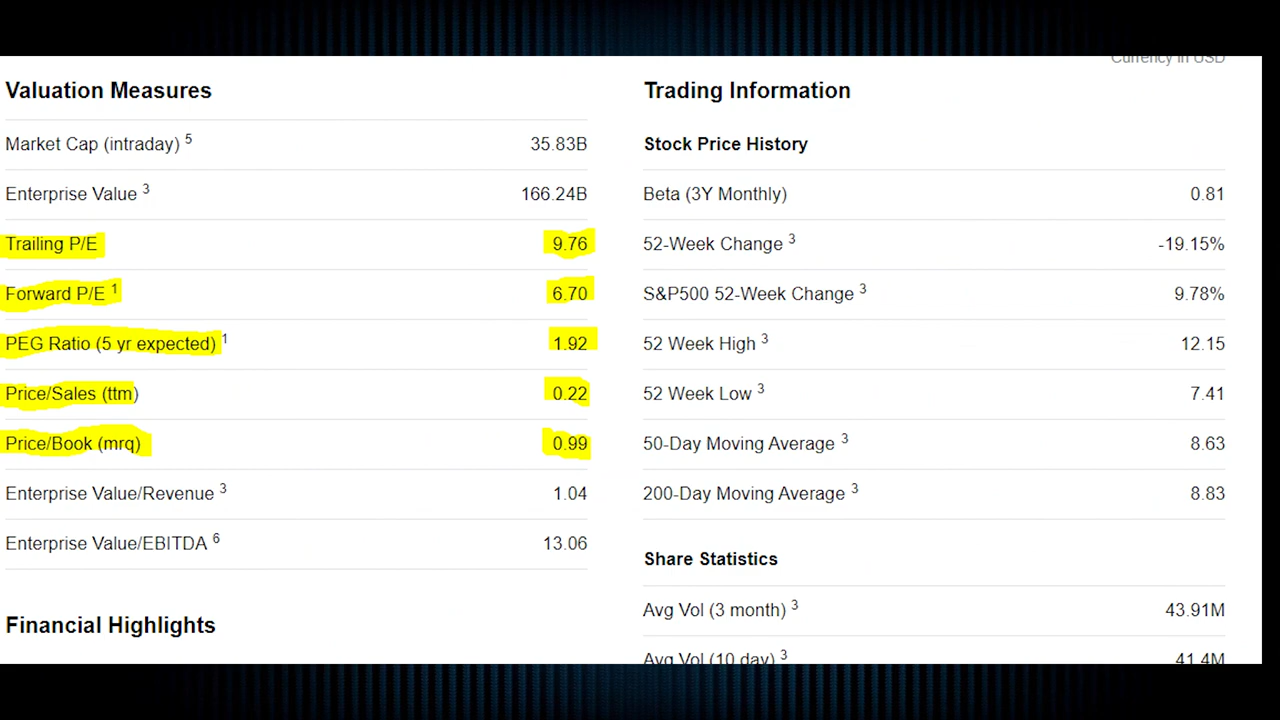 Currency in USD
Valuation Measures
Market Cap (intraday) 5 35.83B
Enterprise Value 3 166.24B
Trailing P/E 9.76
Forward P/E 1 6.70
PEG Ratio (5 yr expected) 1 1.92
Price/Sales (ttm) 0.22
Price/Book (mrq) 0.99
Enterprise Value/Revenue 3 1.04
Enterprise Value/EBITDA 6 13.06
Financial Highlights
Trading Information
Stock Price History
Beta (3Y Monthly) 0.81
52-Week Change 3 -19.15%
S&P500 52-Week Change 3 9.78%
52 Week High 3 12.15
52 Week Low 3 7.41
50-Day Moving Average 3 8.63
200-Day Moving Average 3 8.83
Share Statistics
Avg Vol (3 month) 3 43.91M
Avg Vol (10 day) 3 41.4M